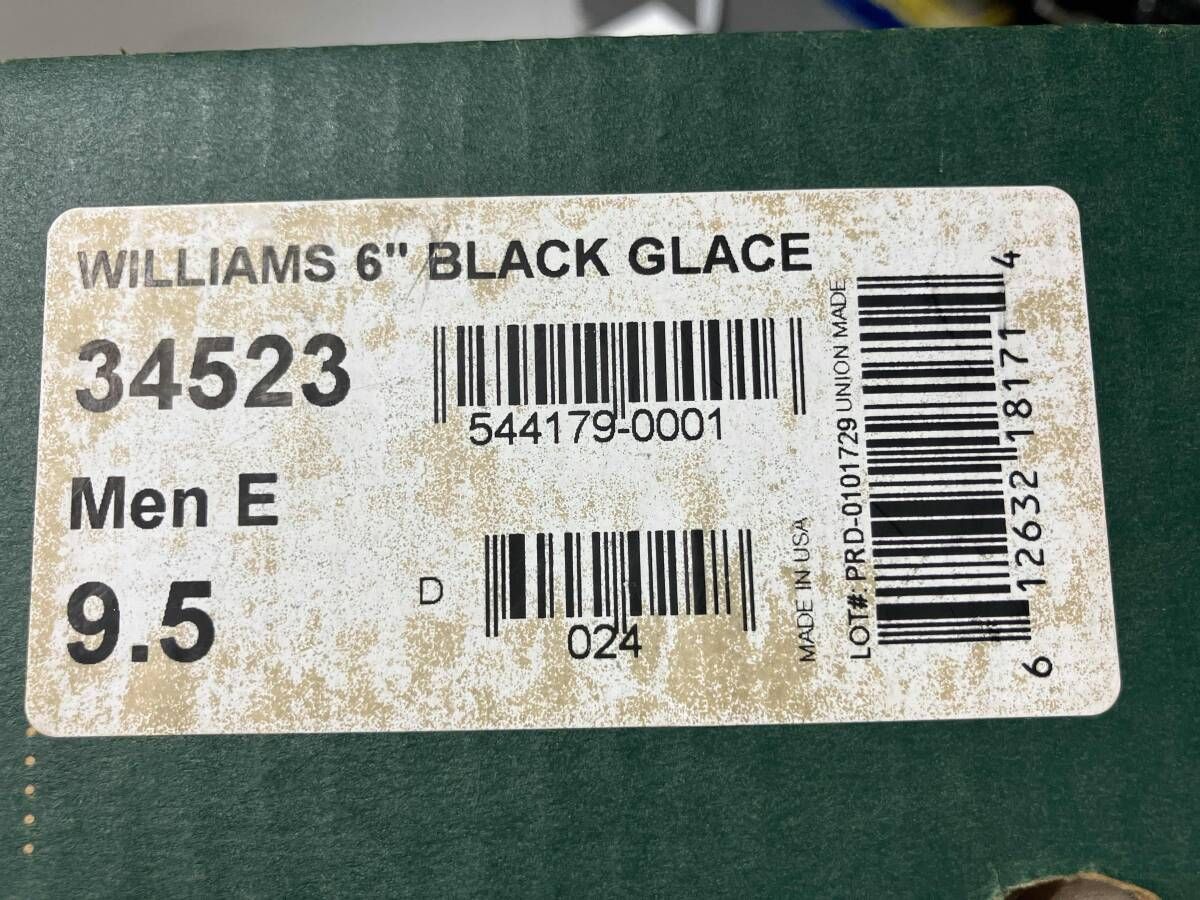 WILLIAMS 6" BLACK GLACE
34523
544179-0001
Men E
9.5
D
024
MADE IN USA
LOT# PRD-0101729 UNION MADE
6 12632 18171 4